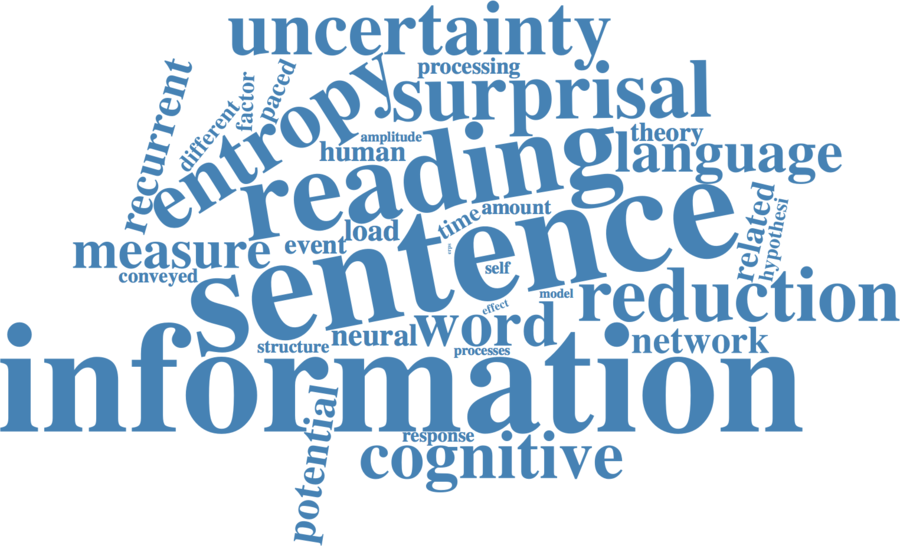 uncertainty
processing
surprisal
recurrent
paced
factor
different
entropy
amplitude
human
theory
language
reading
related
hypothesi
measure
event
load
time
amount
conveyed
sentence
self
model
effect
reduction
structure
neural
word
processes
network
information
potential
response
cognitive